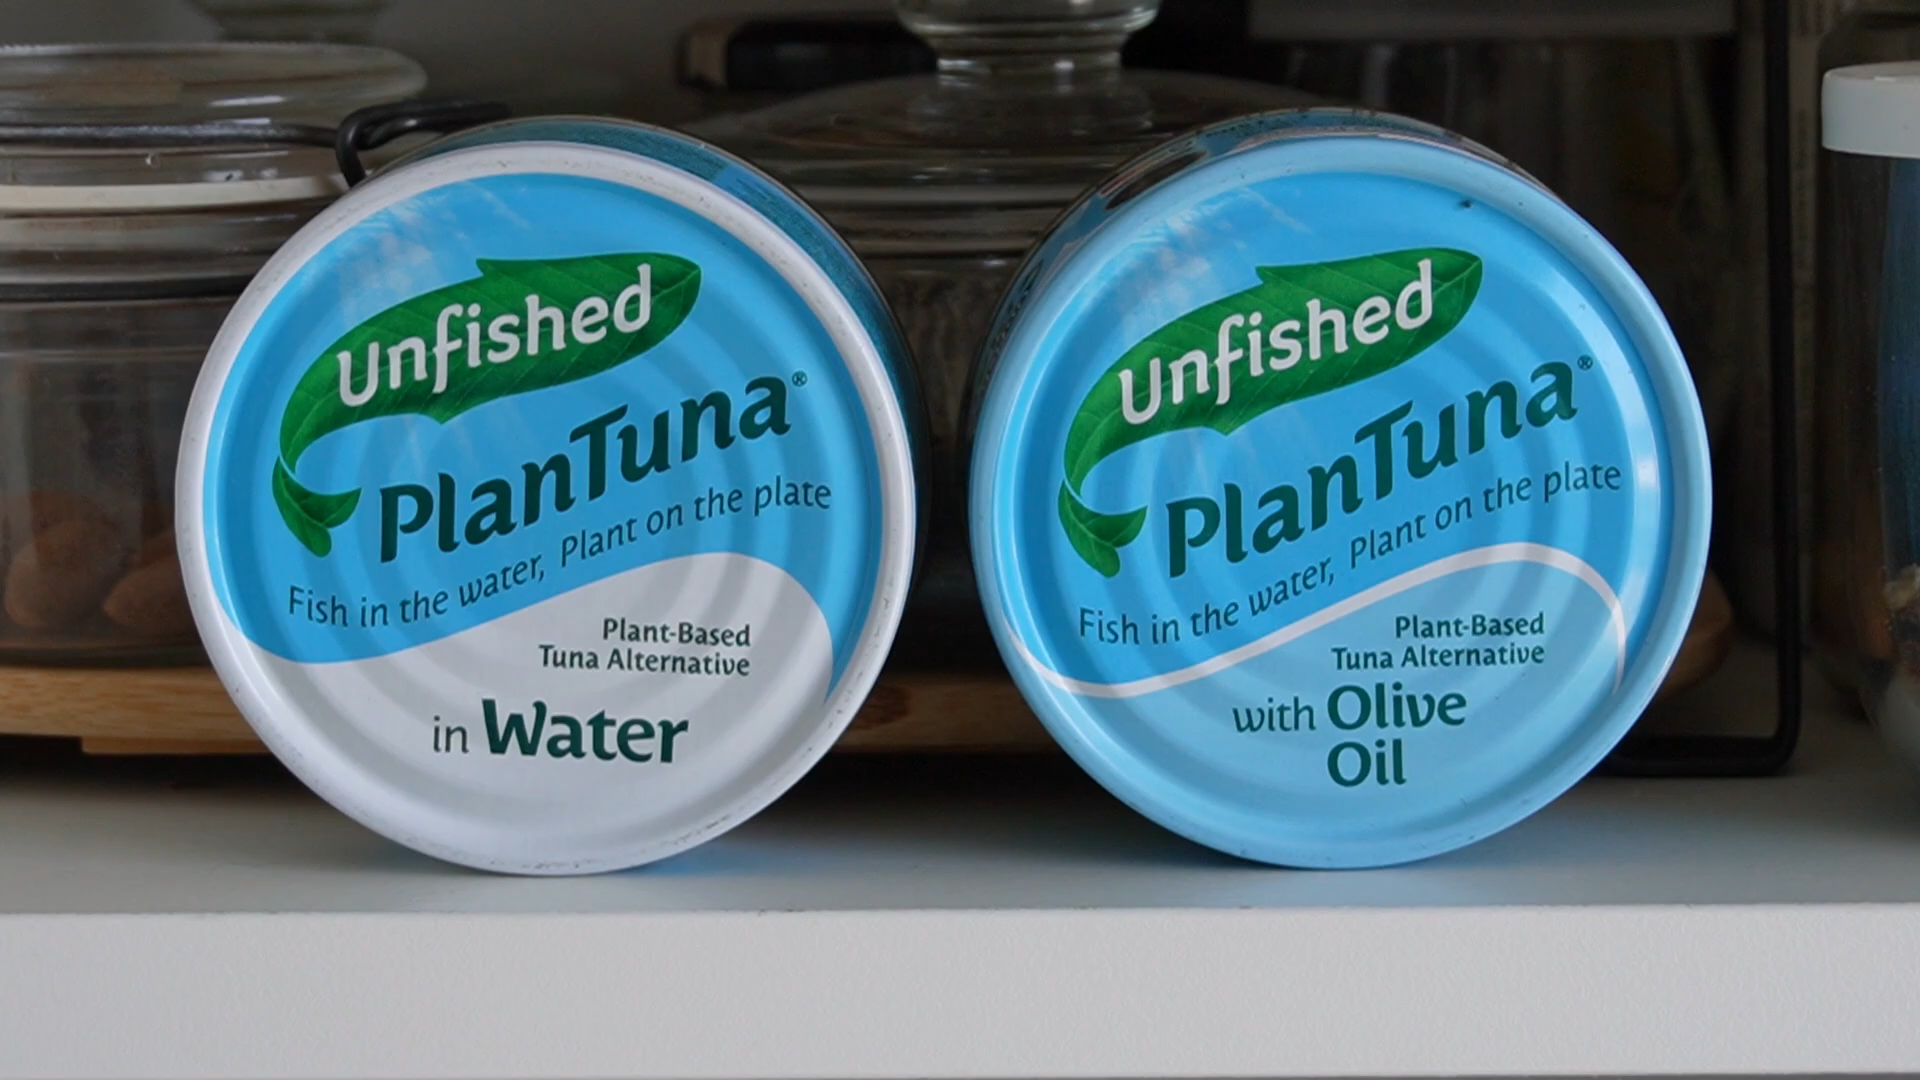 Unfished
PlanTuna®
Fish in the water, Plant on the plate
Plant-Based
Tuna Alternative
in Water
Unfished
PlanTuna®
Fish in the water, Plant on the plate
Plant-Based
Tuna Alternative
with Olive
Oil